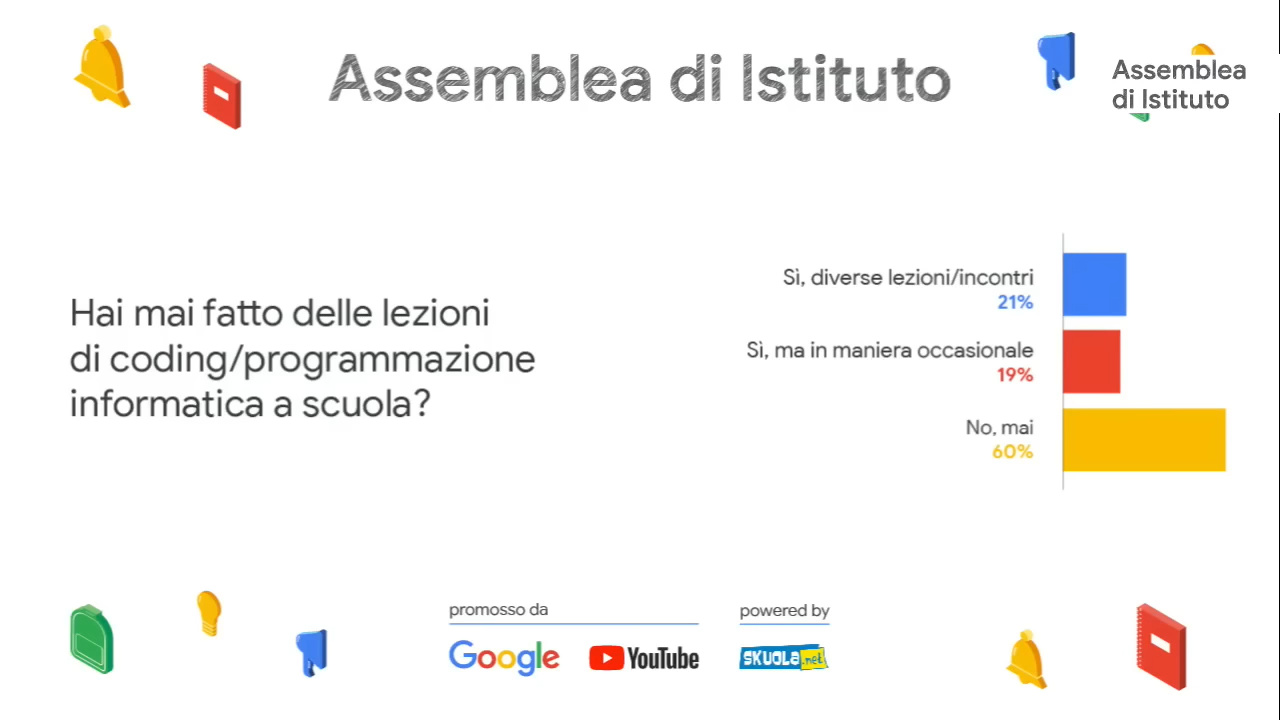 Assemblea di Istituto
Assemblea
di Istituto
Hai mai fatto delle lezioni
di coding/programmazione
informatica a scuola?
Sì, diverse lezioni/incontri
21%
Sì, ma in maniera occasionale
19%
No, mai
60%
promosso da
Google
YouTube
powered by
SKUOLA.net